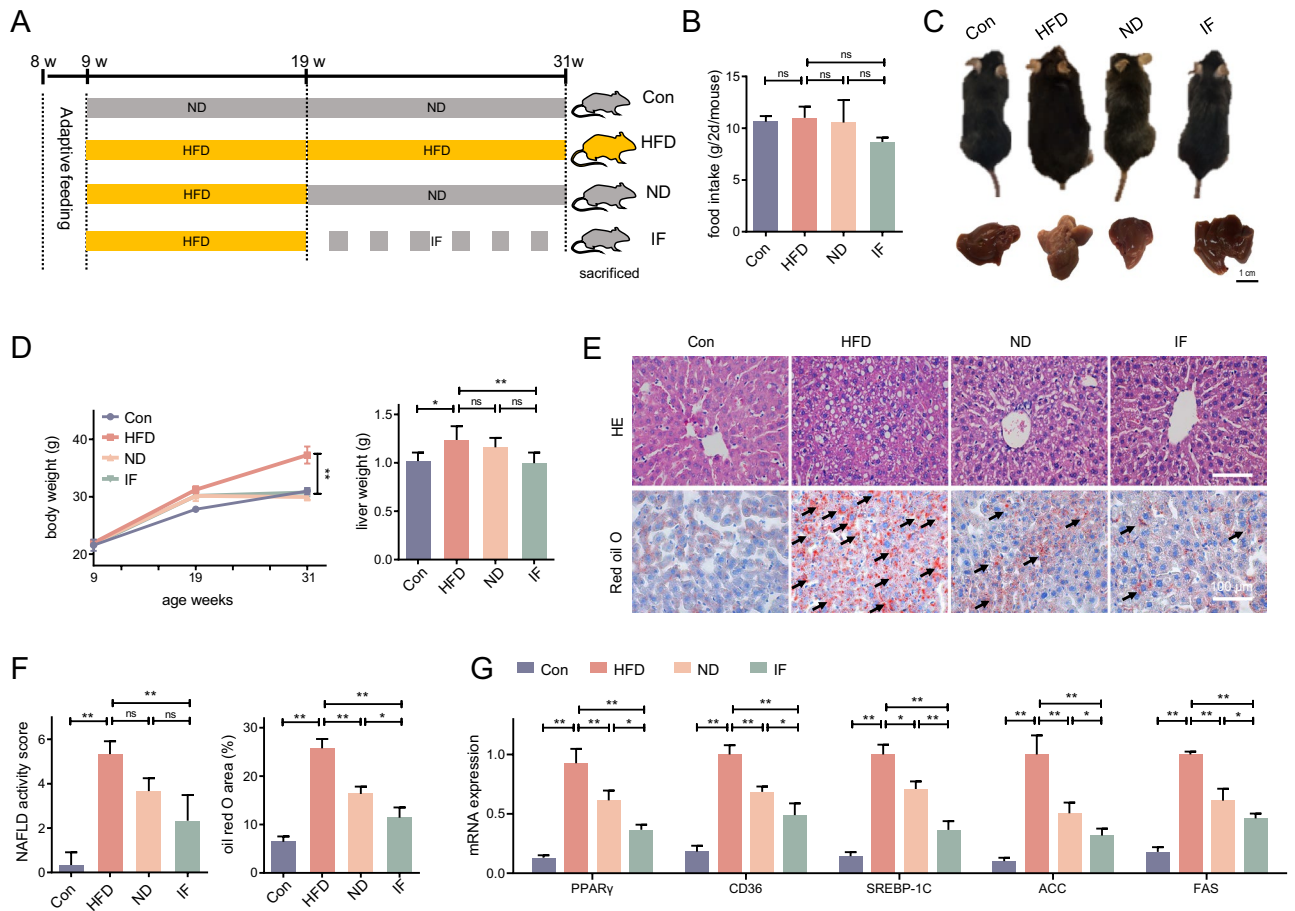 A
8 w 9 w 19 w 31w
Adaptive feeding
ND ND Con
HFD HFD HFD
HFD ND ND
HFD IF IF
sacrificed
B
food intake (g/2d/mouse)
ns
ns ns ns
15
10
5
0
Con HFD ND IF
C
Con HFD ND IF
1 cm
D
body weight (g)
Con
HFD
ND
IF
40
30
20
**
9 19 31
age weeks
liver weight (g)
**
* ns ns
1.5
1.0
0.5
0.0
Con HFD ND IF
E
Con HFD ND IF
HE
Red oil O
100 μm
F
NAFLD activity score
**
** ns ns
6
4
2
0
Con HFD ND IF
oil red O area (%)
**
** ** *
30
20
10
0
Con HFD ND IF
G
Con HFD ND IF
mRNA expression
** ** ** ** **
** ** * ** ** * ** * ** ** ** * ** ** *
1.0
0.5
0.0
PPARγ CD36 SREBP-1C ACC FAS